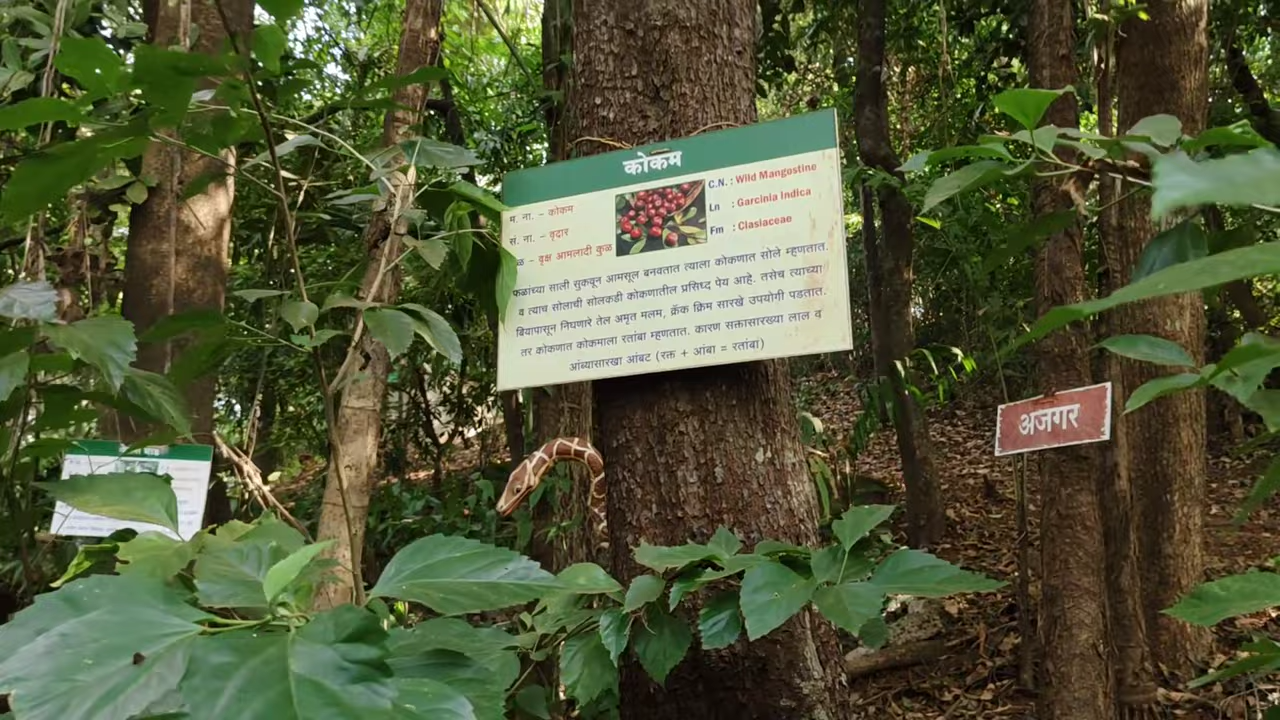 कोकम
म. ना. – कोकम
सं. ना. – वृदार
ळ – वृक्ष आमलादी कुळ
C.N. : Wild Mangostine
Ln : Garcinia indica
Fm : Clasiaceae
फळांच्या साली सुकवून आमसूल बनवतात त्याला कोकणात सोले म्हणतात.
व त्याच सोलाची सोलकडी कोकणातील प्रसिध्द पेय आहे. तसेच त्याच्या
बियापासून निघणारे तेल अमृत मलम, क्रॅक क्रिम सारखे उपयोगी पडतात.
तर कोकणात कोकमाला रतांबा म्हणतात. कारण सक्तासारख्या लाल व
आंब्यासारखा आंबट (रक्त + आंबा = रतांबा)
अजगर